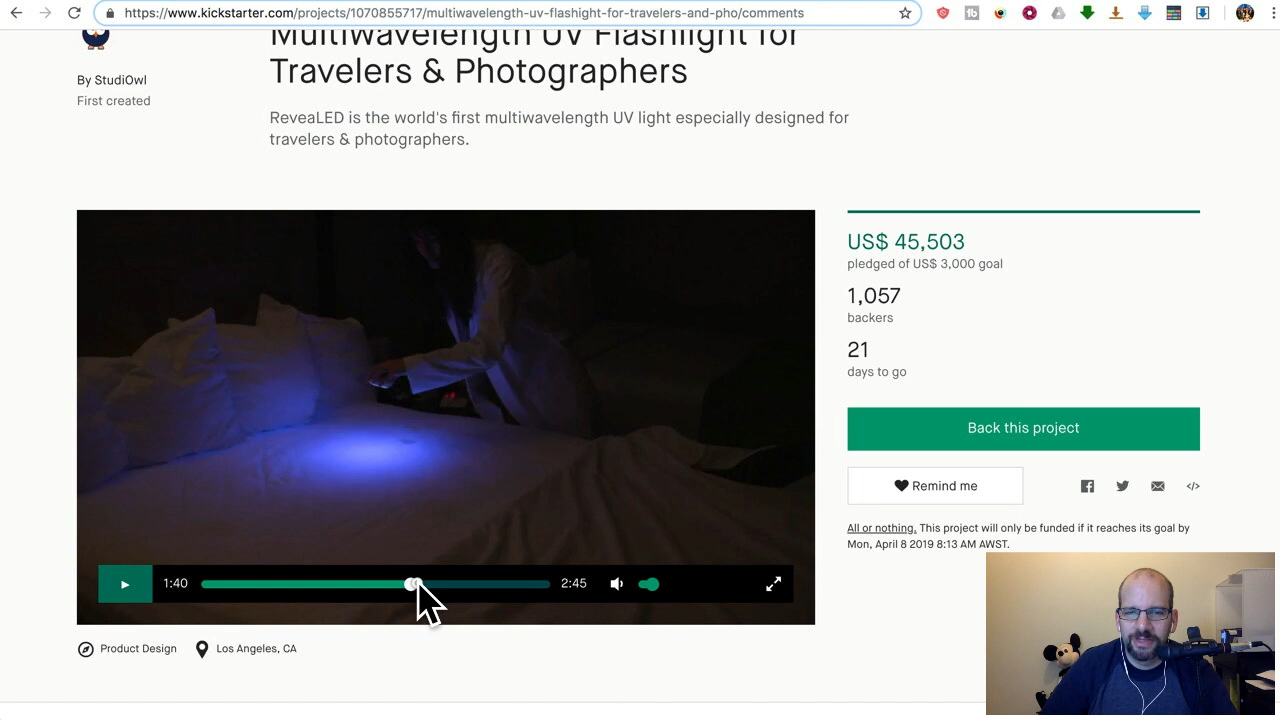 https://www.kickstarter.com/projects/1070855717/multiwavelength-uv-flashight-for-travelers-and-pho/comments
Multiwavelength UV Flashlight for
Travelers & Photographers
By StudiOwl
First created
RevealLED is the world's first multiwavelength UV light especially designed for
travelers & photographers.
US$ 45,503
pledged of US$ 3,000 goal
1,057
backers
21
days to go
Back this project
Remind me
All or nothing. This project will only be funded if it reaches its goal by
Mon, April 8 2019 8:13 AM AWST.
1:40
2:45
Product Design
Los Angeles, CA